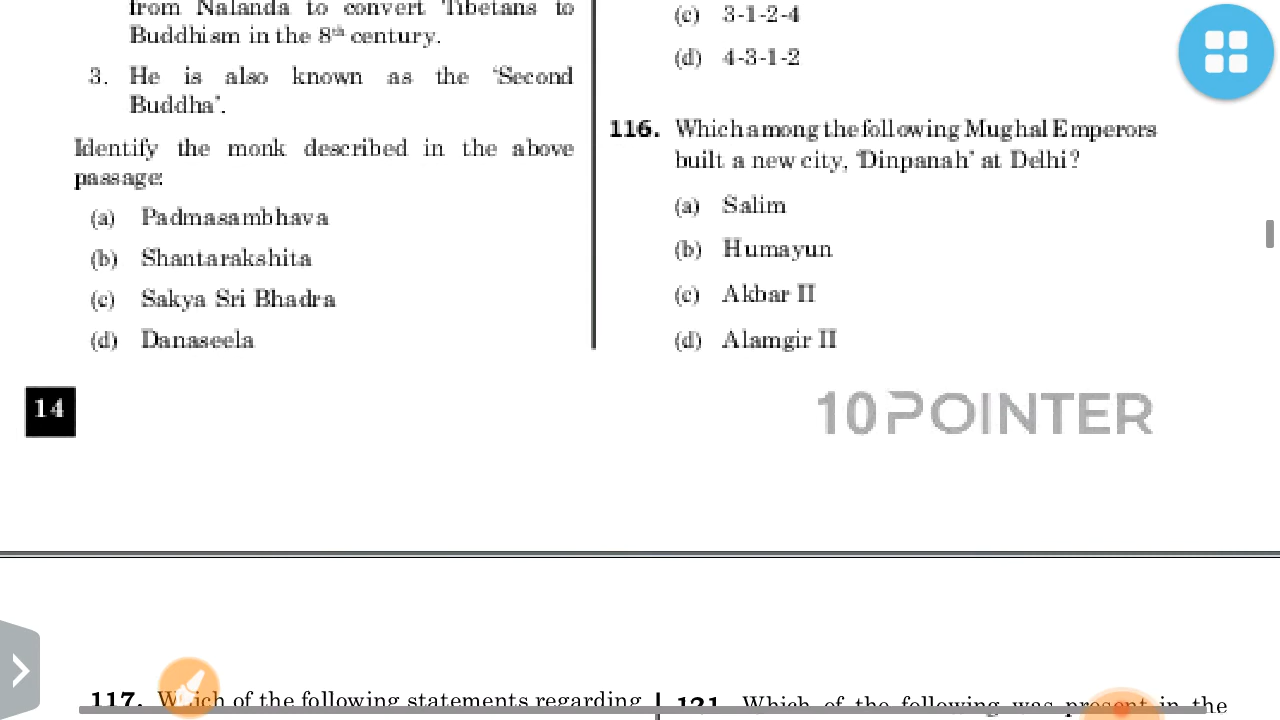 from Nalanda to convert Tibetans to
Buddhism in the 8th century.
3. He is also known as the 'Second
Buddha'.
Identify the monk described in the above
passage:
(a) Padmasambhava
(b) Shantarakshita
(c) Sakya Sri Bhadra
(d) Danaseela
(c) 3-1-2-4
(d) 4-3-1-2
116. Which among the following Mughal Emperors
built a new city, 'Dinpanah' at Delhi?
(a) Salim
(b) Humayun
(c) Akbar II
(d) Alamgir II
14
10 POINTER
117. Which of the following statements regarding
121. Which of the following was present in the